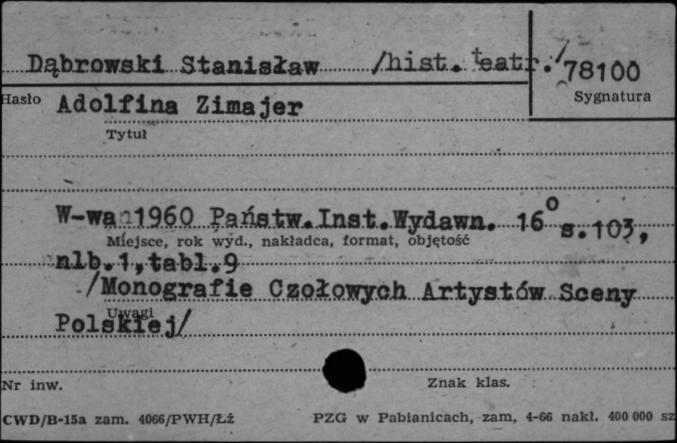 Dąbrowski Stanisław /hist. teatr./
78100
Sygnatura
Hasło
Adolfina Zimajer
Tytuł
W-wa 1960 Państw.Inst.Wydawn. 16o s.103,
Miejsce, rok wyd., nakładca, format, objętość
nlb.1,tabl.9
/Monografie Czołowych Artystów Sceny
Uwagi
Polskiej/
Nr inw.
Znak klas.
CWD/B-15a zam. 4066/PWH/Łź
PZG w Pabianicach, zam, 4-66 nakł. 400 000 sz